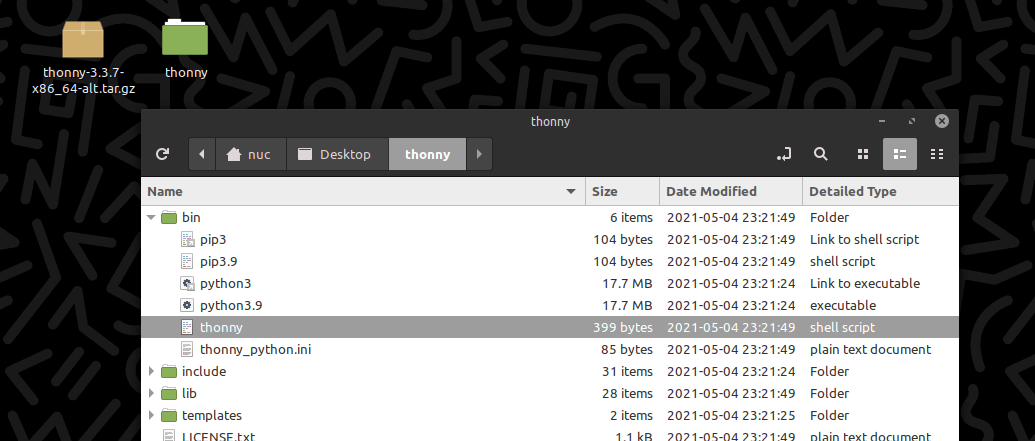 thonny-3.3.7-
x86_64-alt.tar.gz
thonny
thonny
nuc Desktop thonny
Name Size Date Modified Detailed Type
bin 6 items 2021-05-04 23:21:49 Folder
pip3 104 bytes 2021-05-04 23:21:49 Link to shell script
pip3.9 104 bytes 2021-05-04 23:21:49 shell script
python3 17.7 MB 2021-05-04 23:21:24 Link to executable
python3.9 17.7 MB 2021-05-04 23:21:24 executable
thonny 399 bytes 2021-05-04 23:21:49 shell script
thonny_python.ini 85 bytes 2021-05-04 23:21:49 plain text document
include 31 items 2021-05-04 23:21:24 Folder
lib 28 items 2021-05-04 23:21:49 Folder
templates 2 items 2021-05-04 23:21:25 Folder
LICENSE.txt 1.1 kB 2021-05-04 23:21:49 plain text document